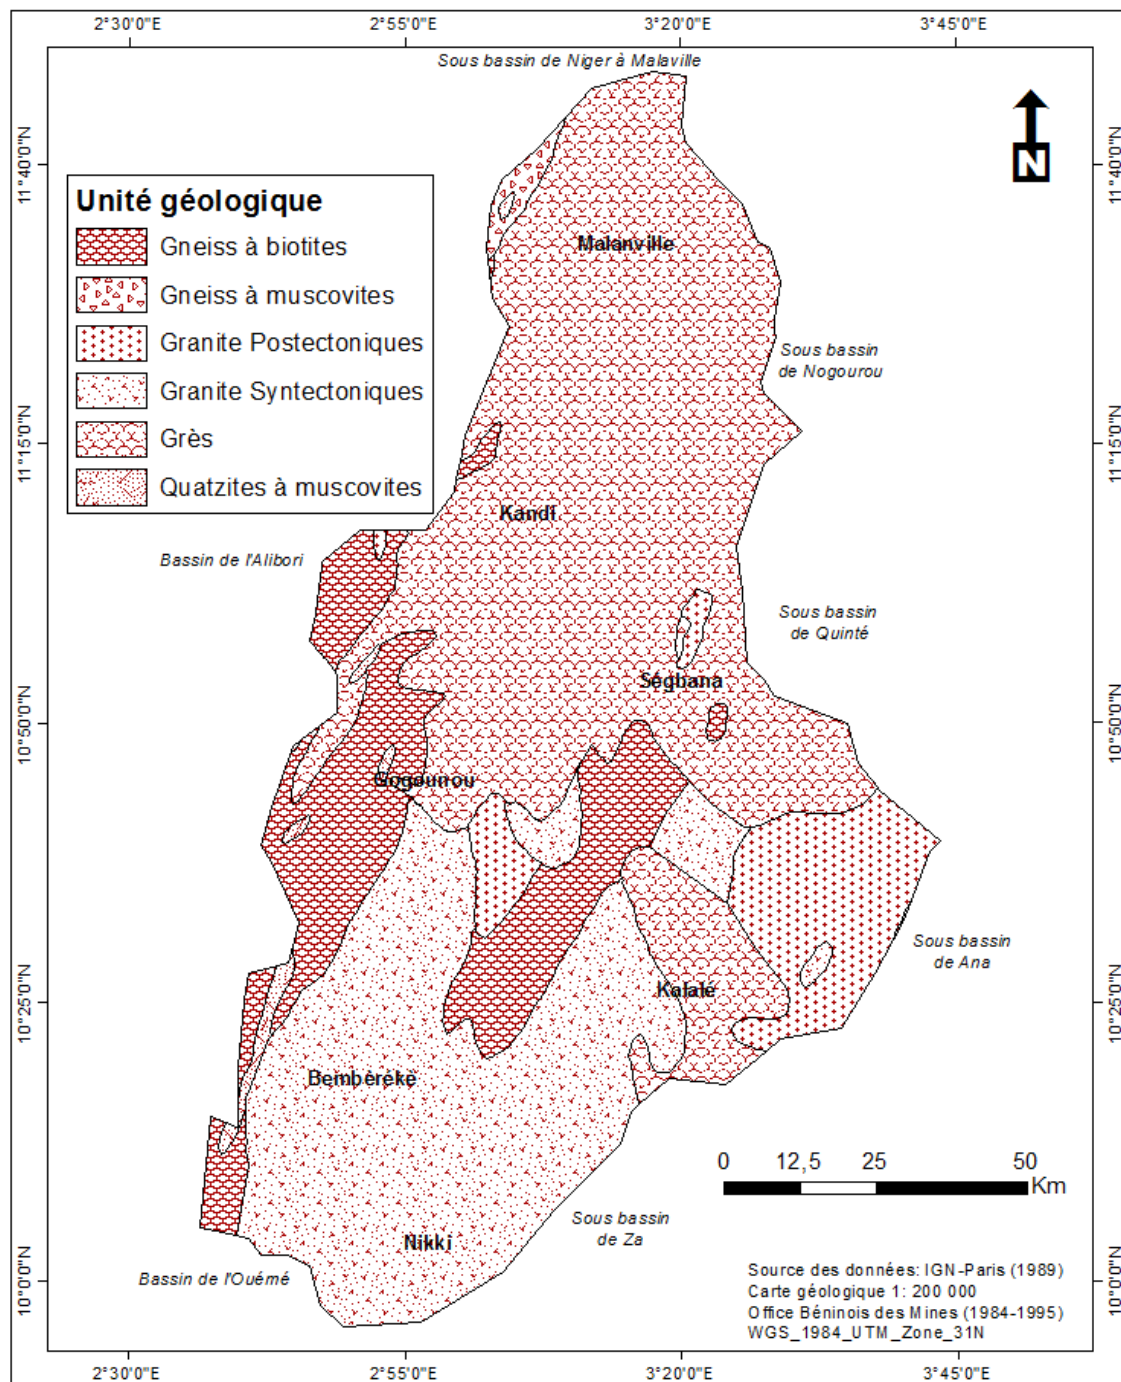 2°30'0"E 2°55'0"E 3°20'0"E 3°45'0"E
Sous bassin de Niger à Malaville
N
11°40'0"N 11°40'0"N
Unité géologique
Gneiss à biotites
Gneiss à muscovites
Granite Postectoniques
Granite Syntectoniques
Grès
Quatzites à muscovites
Malanville
Sous bassin
de Nogourou
11°15'0"N 11°15'0"N
Kandi
Bassin de l'Alibori
Sous bassin
de Quinté
Ségbana
10°50'0"N 10°50'0"N
Gogounou
Sous bassin
de Ana
Kalalé
10°25'0"N 10°25'0"N
Bembèrèkè
0 12,5 25 50
Km
Sous bassin
de Za
Nikki
Bassin de l'Ouémé
10°0'0"N 10°0'0"N
Source des données: IGN-Paris (1989)
Carte géologique 1: 200 000
Office Béninois des Mines (1984-1995)
WGS_1984_UTM_Zone_31N
2°30'0"E 2°55'0"E 3°20'0"E 3°45'0"E